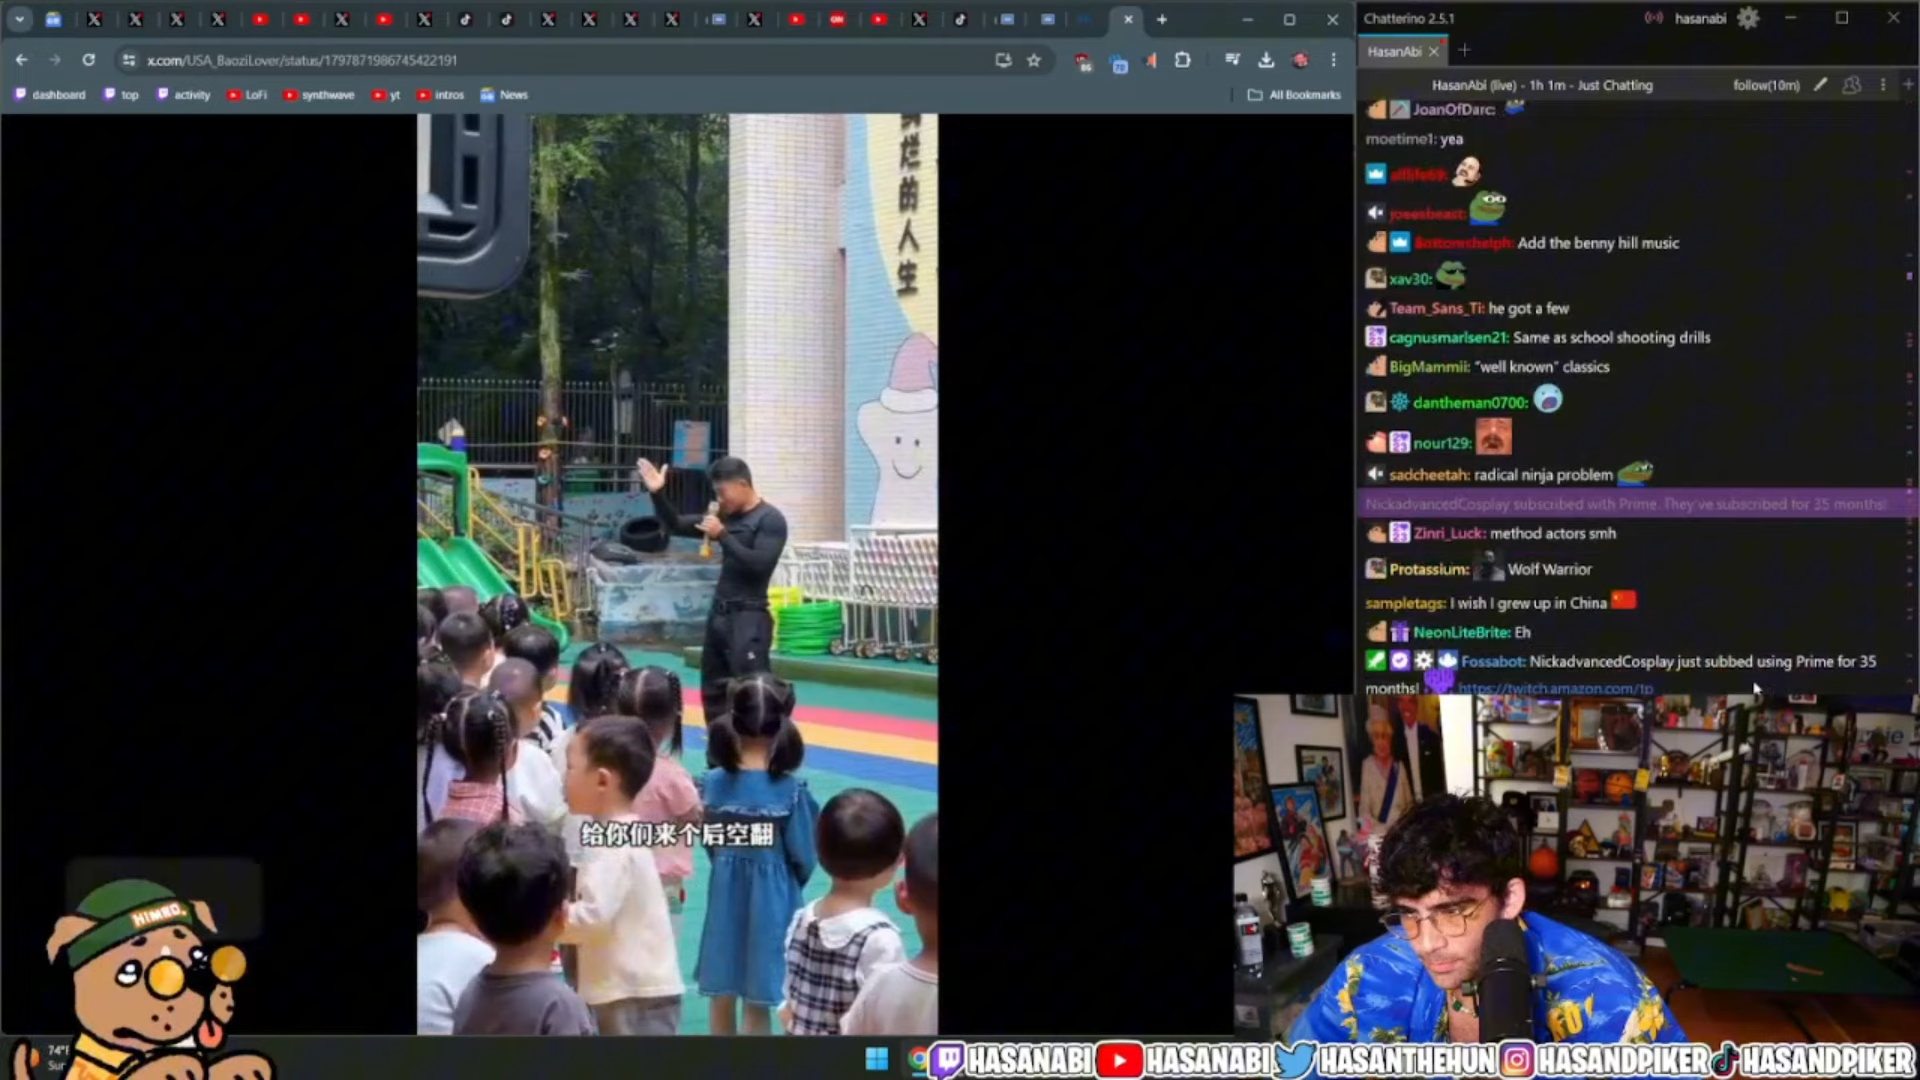 x.com/USA_BaoziLover/status/1797871986745422191
dashboard
top
activity
LoFi
synthwave
yt
intros
News
All Bookmarks
烂的人生
给你们来个后空翻
HIMBO.
74°F
Chatterino 2.5.1
hasanabi
HasanAbi
HasanAbi (live) - 1h 1m - Just Chatting
follow(10m)
JoanOfDarc:
moetime1: yea
joeesbeast:
Add the benny hill music
xav30:
Team_Sans_Ti: he got a few
cagnusmarlsen21: Same as school shooting drills
BigMammii: "well known" classics
dantheman0700:
nour129:
sadcheetah: radical ninja problem
NickadvancedCosplay subscribed with Prime. They've subscribed for 35 months!
Zinri_Luck: method actors smh
Protassium: Wolf Warrior
sampletags: I wish I grew up in China
NeonLiteBrite: Eh
Fossabot: NickadvancedCosplay just subbed using Prime for 35
months! https://twitch.amazon.com/tp
HASANABI
HASANABI
HASANTHEHUN
HASANDPIKER
HASANDPIKER